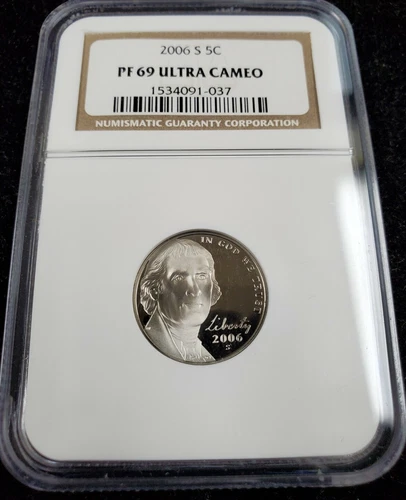 2006 S 5C
PF 69 ULTRA CAMEO
1534091-037
NUMISMATIC GUARANTY CORPORATION
IN GOD WE TRUST
Liberty
2006
S